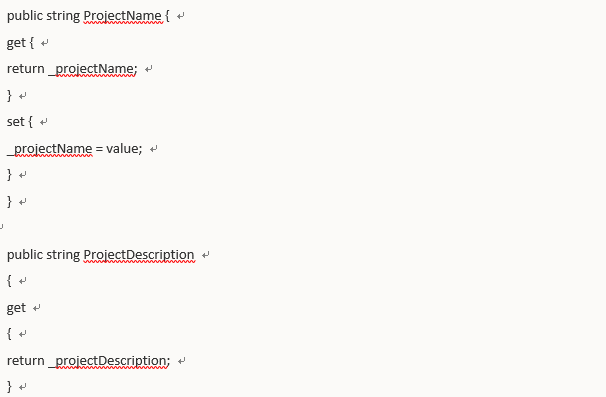 public string ProjectName {
get {
return _projectName;
}
set {
_projectName = value;
}
}
public string ProjectDescription
{
get
{
return _projectDescription;
}